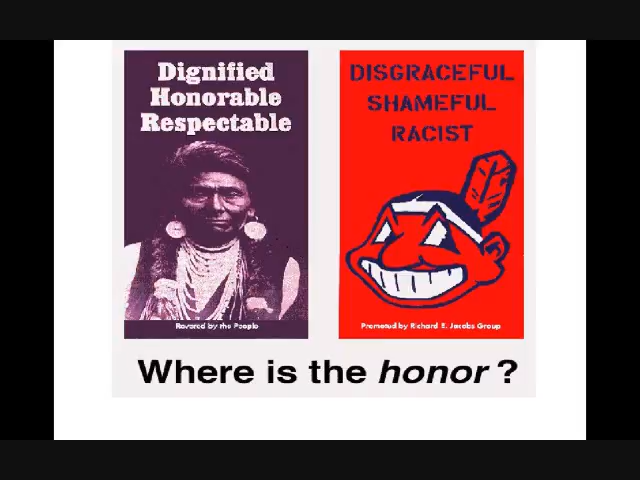 Dignified
Honorable
Respectable
Revered by the People
DISGRACEFUL
SHAMEFUL
RACIST
Promoted by Richard E. Jacobs Group
Where is the honor ?